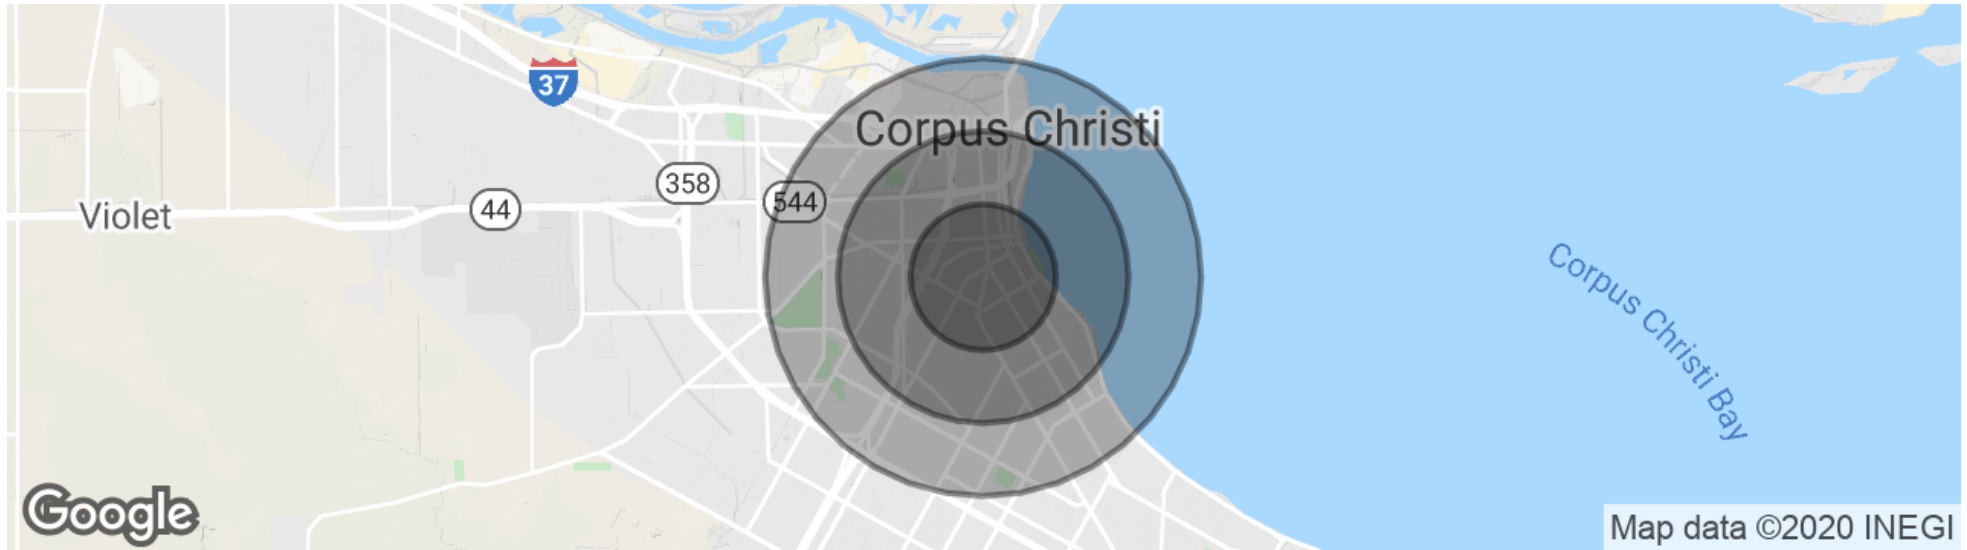 37
Corpus Christi
358
544
44
Violet
Corpus Christi Bay
Google
Map data ©2020 INEGI